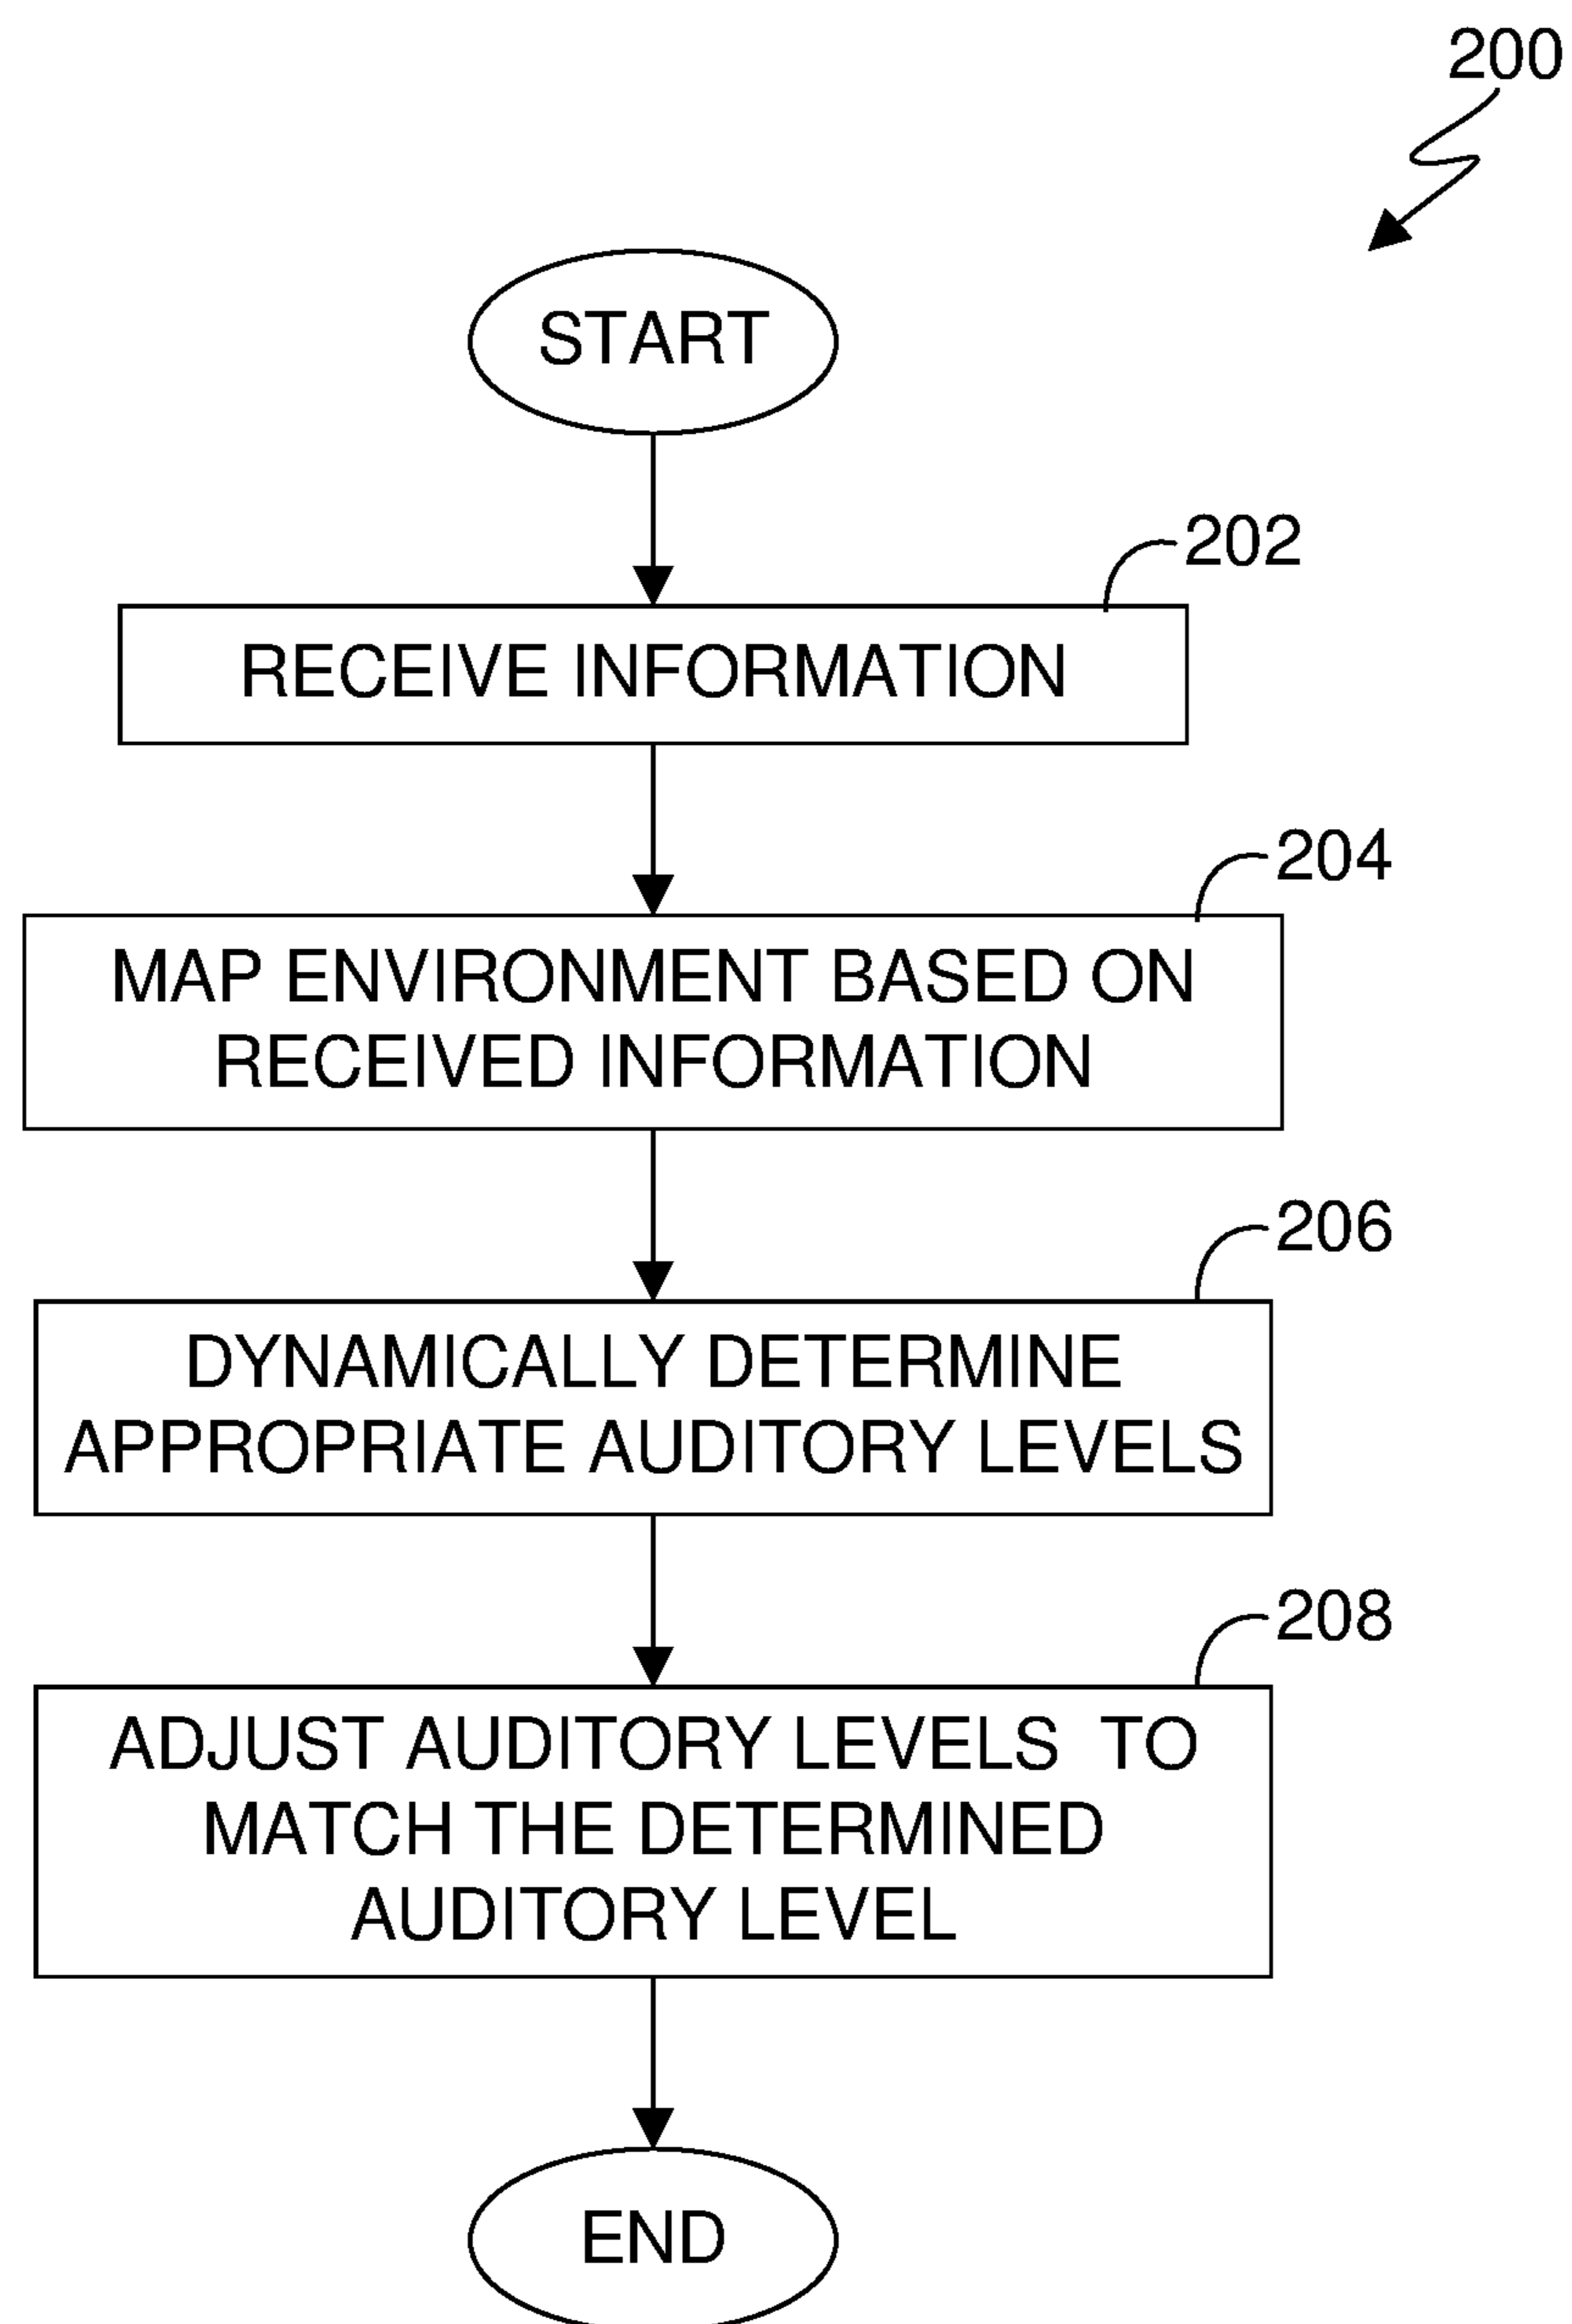 200
START
202
RECEIVE INFORMATION
204
MAP ENVIRONMENT BASED ON
RECEIVED INFORMATION
206
DYNAMICALLY DETERMINE
APPROPRIATE AUDITORY LEVELS
208
ADJUST AUDITORY LEVELS TO
MATCH THE DETERMINED
AUDITORY LEVEL
END